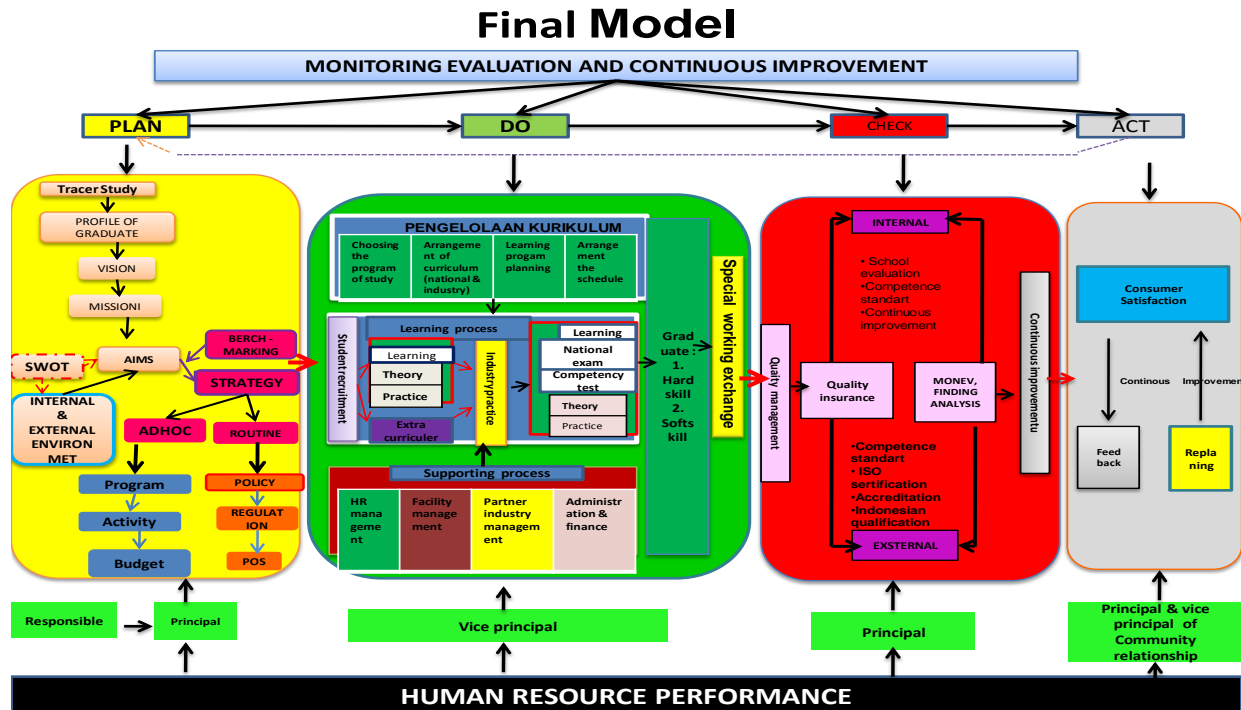 Final Model
MONITORING EVALUATION AND CONTINUOUS IMPROVEMENT
PLAN
DO
CHECK
ACT
Tracer Study
PROFILE OF
GRADUATE
VISION
MISSIONI
AIMS
SWOT
INTERNAL
&
EXTERNAL
ENVIRON
MET
BERCH -
MARKING
STRATEGY
ADHOC
ROUTINE
Program
Activity
Budget
POLICY
REGULAT
ION
POS
PENGELOLAAN KURIKULUM
Choosing
the
program
of study
Arrangeme
nt of
curriculum
(national &
industry)
Learning
progam
planning
Arrange
ment
the
schedule
Student recruitment
Learning process
Learning
Theory
Practice
Extra
curriculer
Industry practice
Learning
National
exam
Competency
test
Theory
Practice
Supporting process
HR
mana
geme
nt
Facility
manage
ment
Partner
industry
managem
ent
Administr
ation &
finance
Grad
uate :
1.
Hard
skill
2.
Softs
kill
Special working exchange
Quality management
Quality
insurance
INTERNAL
• School
evaluation
•Competence
standart
•Continuous
improvement
MONEV,
FINDING
ANALYSIS
•Competence
standart
• ISO
sertification
•Accreditation
•Indonesian
qualification
EXSTERNAL
Continuous improvementu
Consumer
Satisfaction
Continous
Improvement
Feed
back
Repla
ning
Responsible
Principal
Vice principal
Principal
Principal & vice
principal of
Community
relationship
HUMAN RESOURCE PERFORMANCE